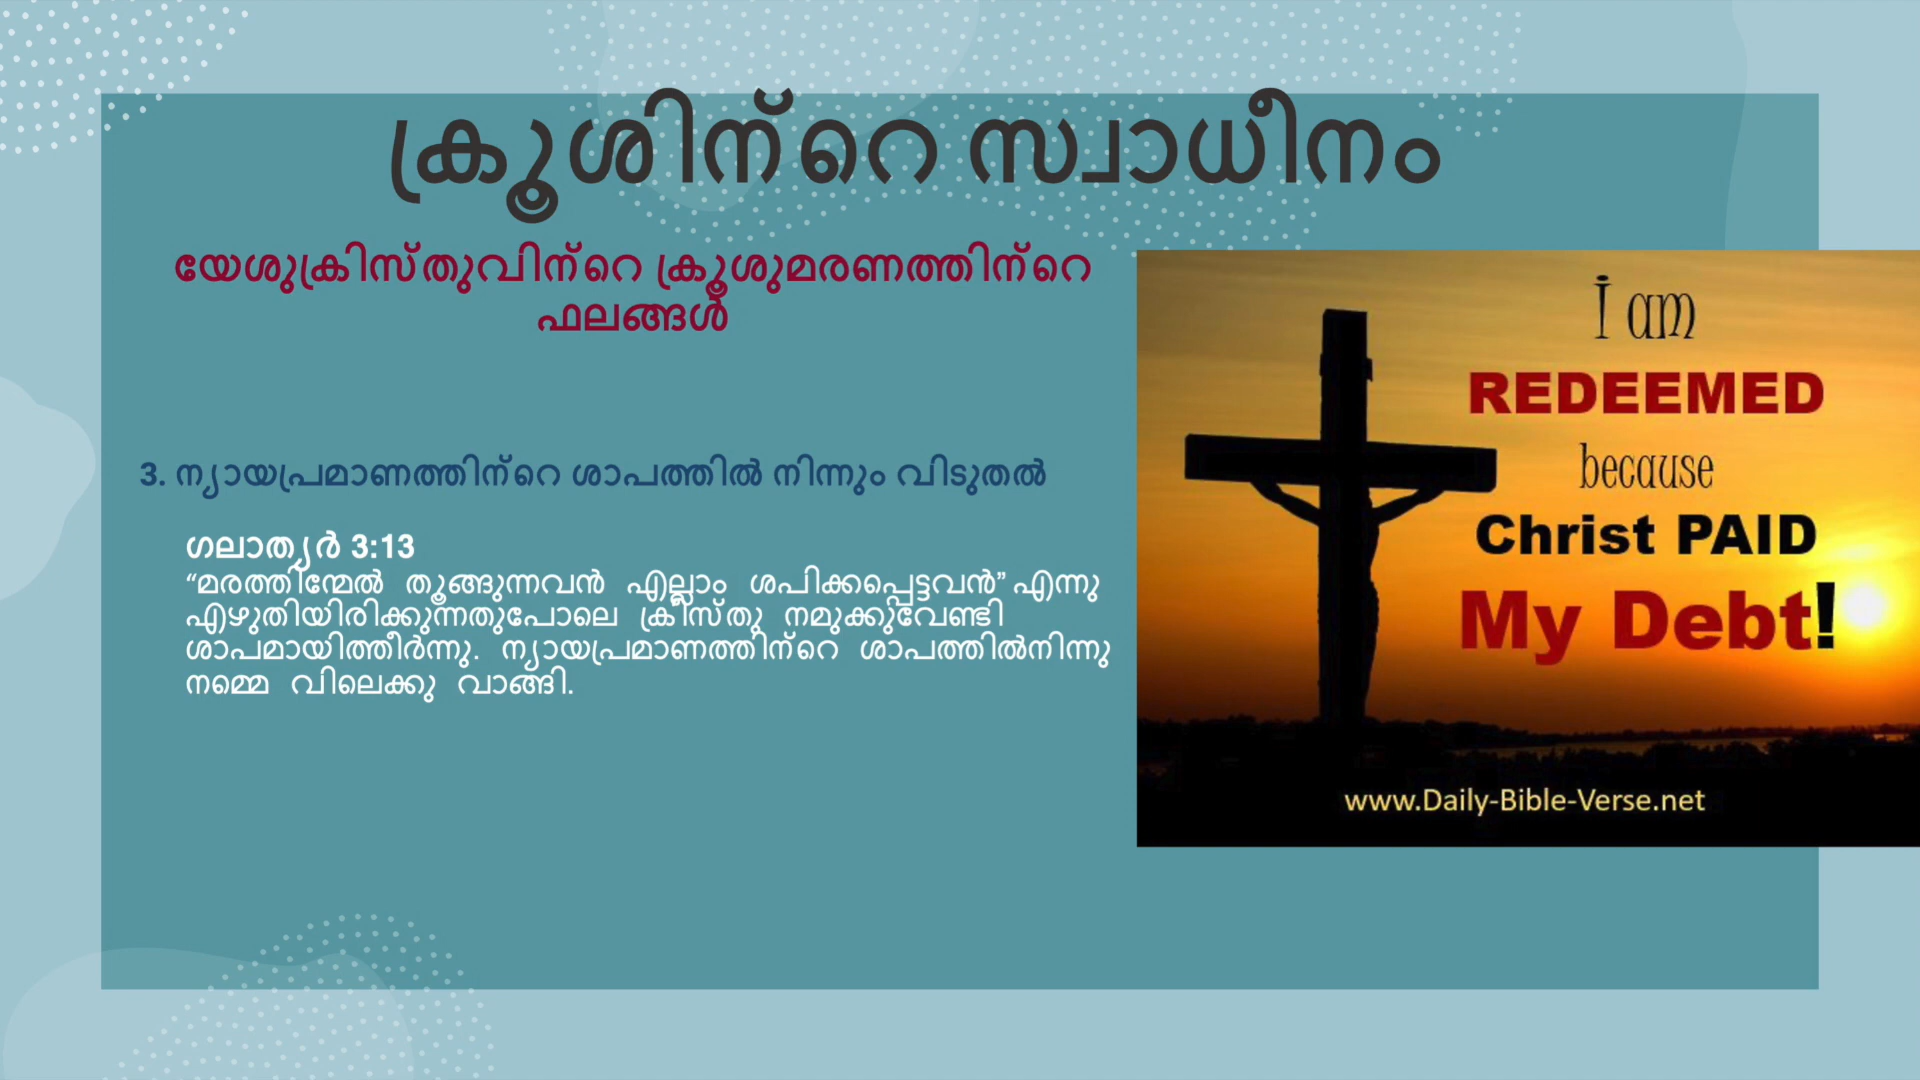 ക്രൂശിന്റെ സ്വാധീനം
യേശുക്രിസ്തുവിന്റെ ക്രൂശുമരണത്തിന്റെ
ഫലങ്ങൾ
3. ന്യായപ്രമാണത്തിന്റെ ശാപത്തിൽ നിന്നും വിടുതൽ
ഗലാത്യർ 3:13
“മരത്തിന്മേൽ തൂങ്ങുന്നവൻ എല്ലാം ശപിക്കപ്പെട്ടവൻ” എന്നു
എഴുതിയിരിക്കുന്നതുപോലെ ക്രിസ്തു നമുക്കുവേണ്ടി
ശാപമായിത്തീർന്നു. ന്യായപ്രമാണത്തിന്റെ ശാപത്തിൽനിന്നു
നമ്മെ വിലെക്കു വാങ്ങി.
I am
REDEEMED
because
Christ PAID
My Debt!
www.Daily-Bible-Verse.net